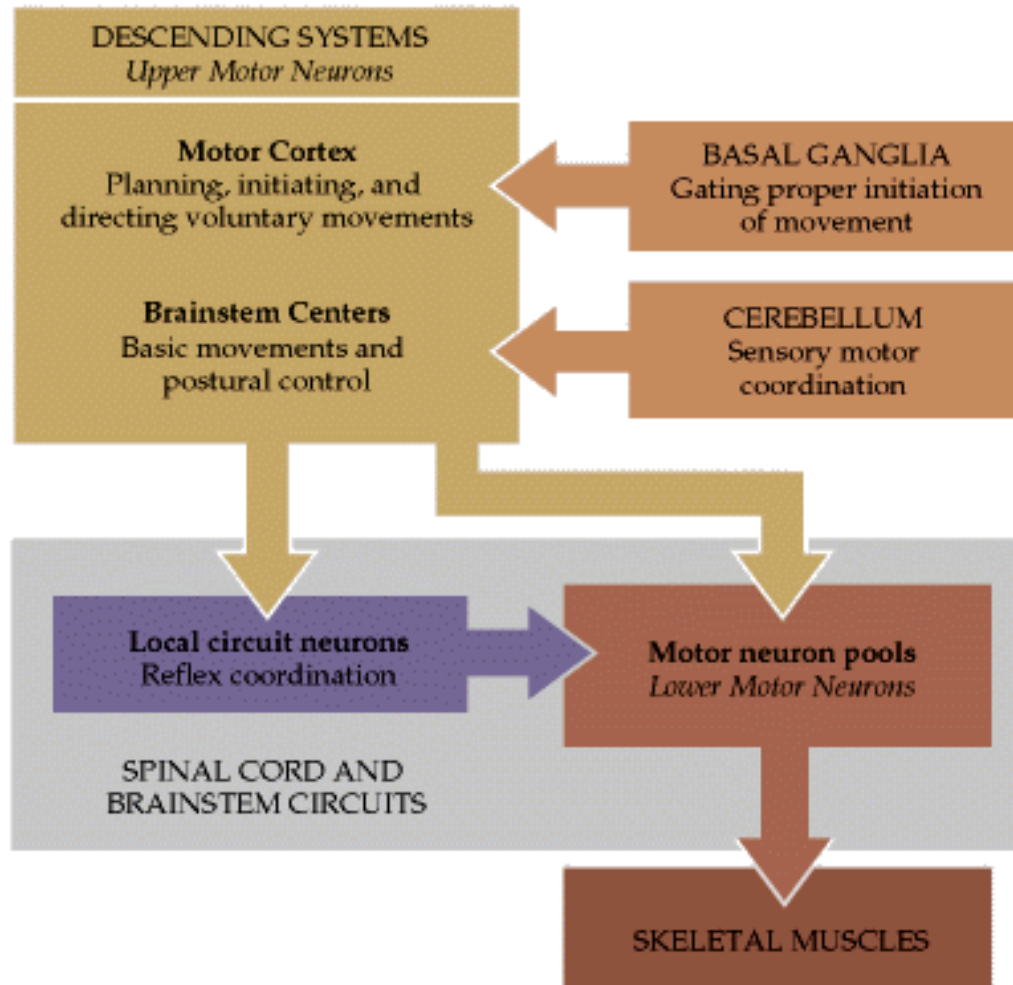 DESCENDING SYSTEMS
Upper Motor Neurons
Motor Cortex
Planning, initiating, and
directing voluntary movements
Brainstem Centers
Basic movements and
postural control
BASAL GANGLIA
Gating proper initiation
of movement
CEREBELLUM
Sensory motor
coordination
Local circuit neurons
Reflex coordination
Motor neuron pools
Lower Motor Neurons
SPINAL CORD AND
BRAINSTEM CIRCUITS
SKELETAL MUSCLES